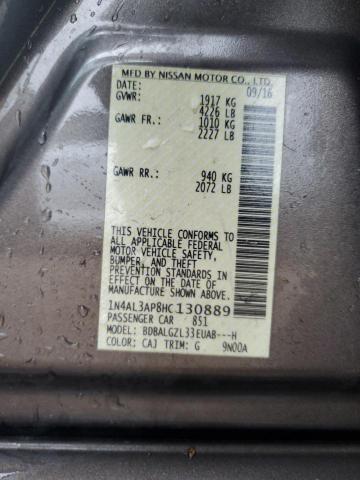 MFD BY NISSAN MOTOR CO., LTD.
DATE: 09/16
GVWR: 1917 KG
4226 LB
GAWR FR: 1010 KG
2227 LB
GAWR RR: 940 KG
2072 LB
THIS VEHICLE CONFORMS TO
ALL APPLICABLE FEDERAL
MOTOR VEHICLE SAFETY,
BUMPER, AND THEFT
PREVENTION STANDARDS IN
EFFECT ON THE DATE OF
MANUFACTURE SHOWN ABOVE.
1N4AL3AP8HC130889
PASSENGER CAR 851
MODEL: BDBALGZL33EUAB---H
COLOR: CAJ TRIM: G 9N00A